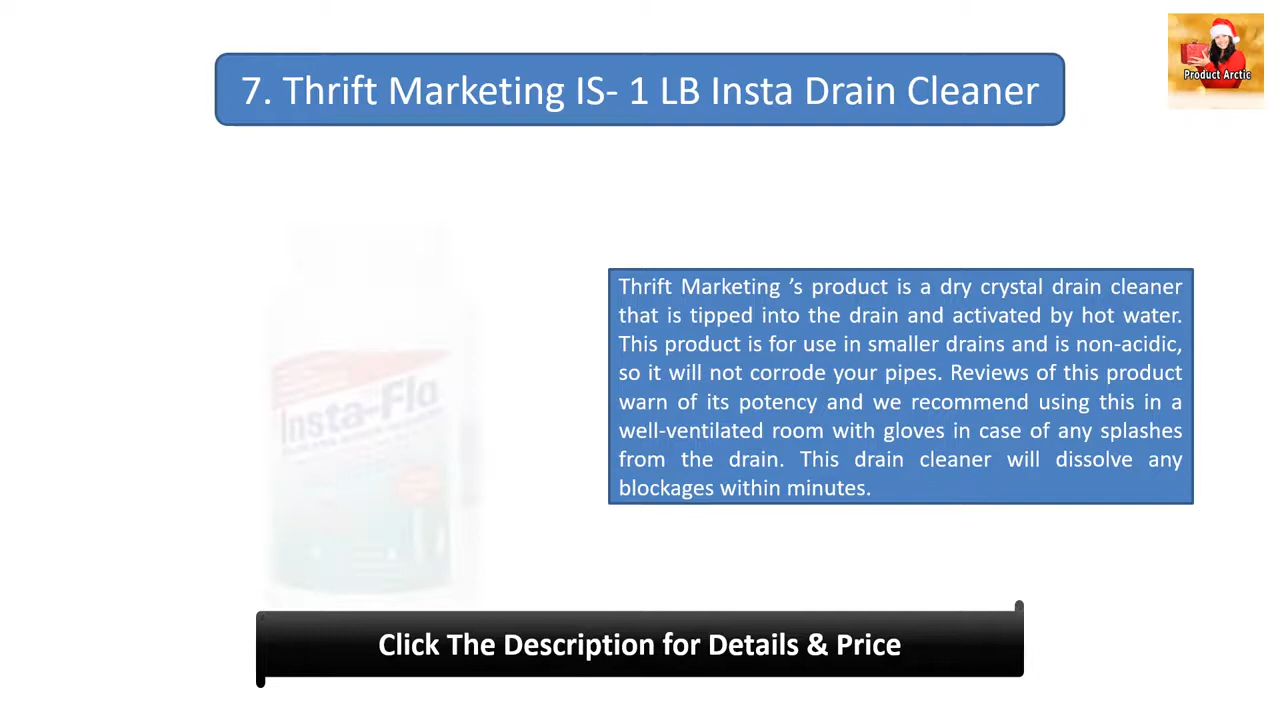 Product Arctic
7. Thrift Marketing IS- 1 LB Insta Drain Cleaner
Thrift Marketing ’s product is a dry crystal drain cleaner
that is tipped into the drain and activated by hot water.
This product is for use in smaller drains and is non-acidic,
so it will not corrode your pipes. Reviews of this product
warn of its potency and we recommend using this in a
well-ventilated room with gloves in case of any splashes
from the drain. This drain cleaner will dissolve any
blockages within minutes.
Insta-Flo
Click The Description for Details & Price